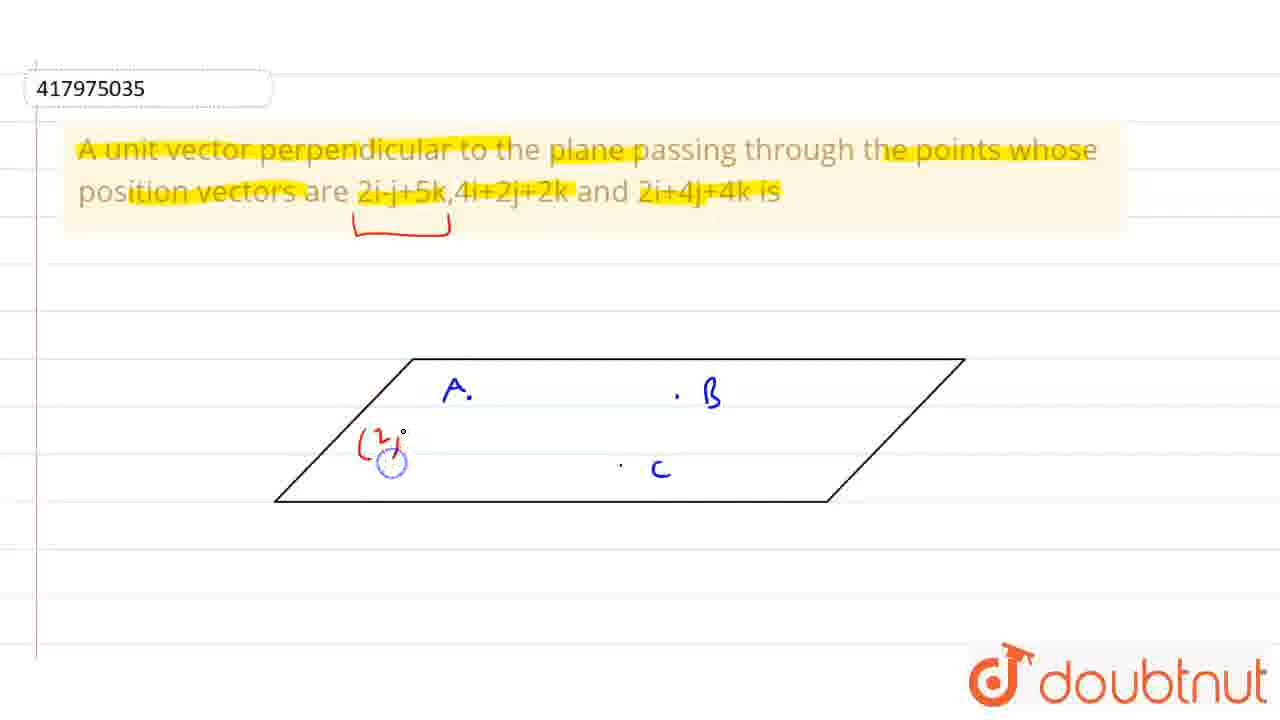 417975035
A unit vector perpendicular to the plane passing through the points whose
position vectors are 2i-j+5k,4i+2j+2k and 2i+4j+4k is
A.
. B
(2i
. C
doubtnut